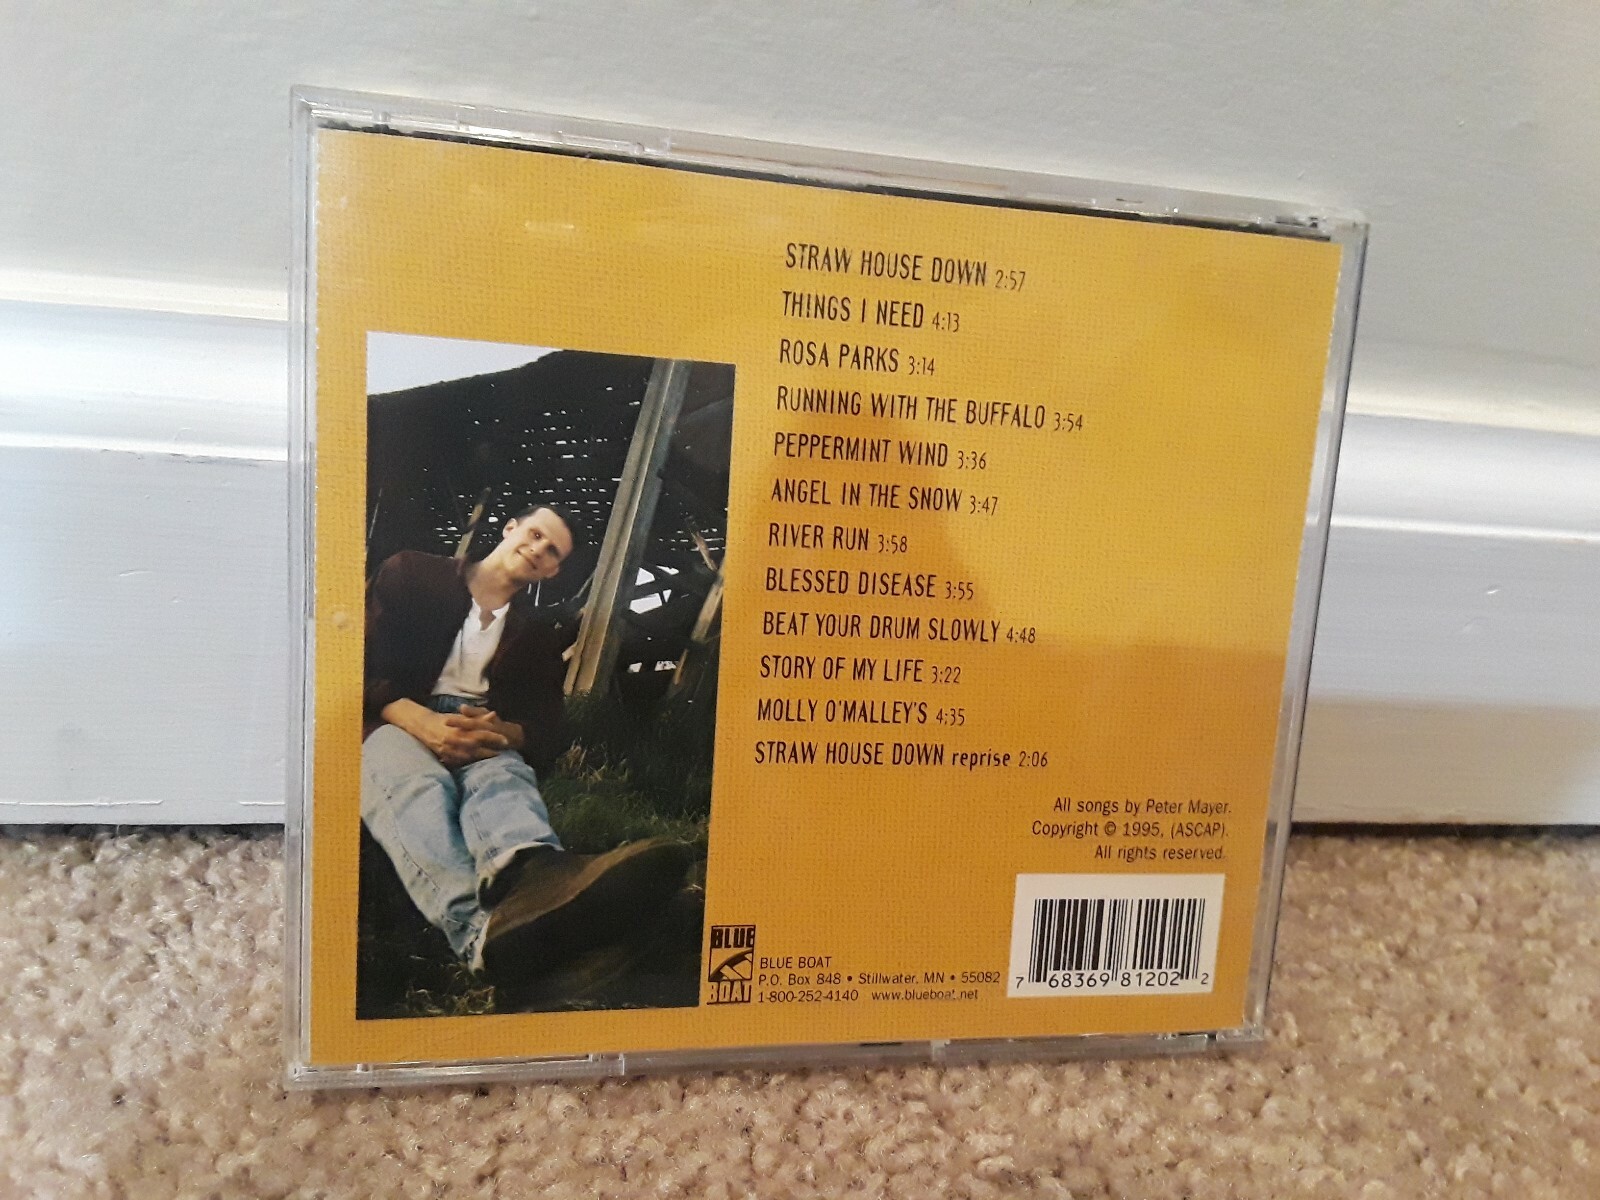 STRAW HOUSE DOWN 2:57
THINGS I NEED 4:13
ROSA PARKS 3:14
RUNNING WITH THE BUFFALO 3:54
PEPPERMINT WIND 3:36
ANGEL IN THE SNOW 3:47
RIVER RUN 3:58
BLESSED DISEASE 3:55
BEAT YOUR DRUM SLOWLY 4:48
STORY OF MY LIFE 3:22
MOLLY O'MALLEY'S 4:35
STRAW HOUSE DOWN reprise 2:06
All songs by Peter Mayer.
Copyright © 1995, (ASCAP).
All rights reserved.
BLUE
BOAT
BLUE BOAT
P.O. Box 848 • Stillwater, MN • 55082
1-800-252-4140 www.blueboat.net
7 68369 81202 2